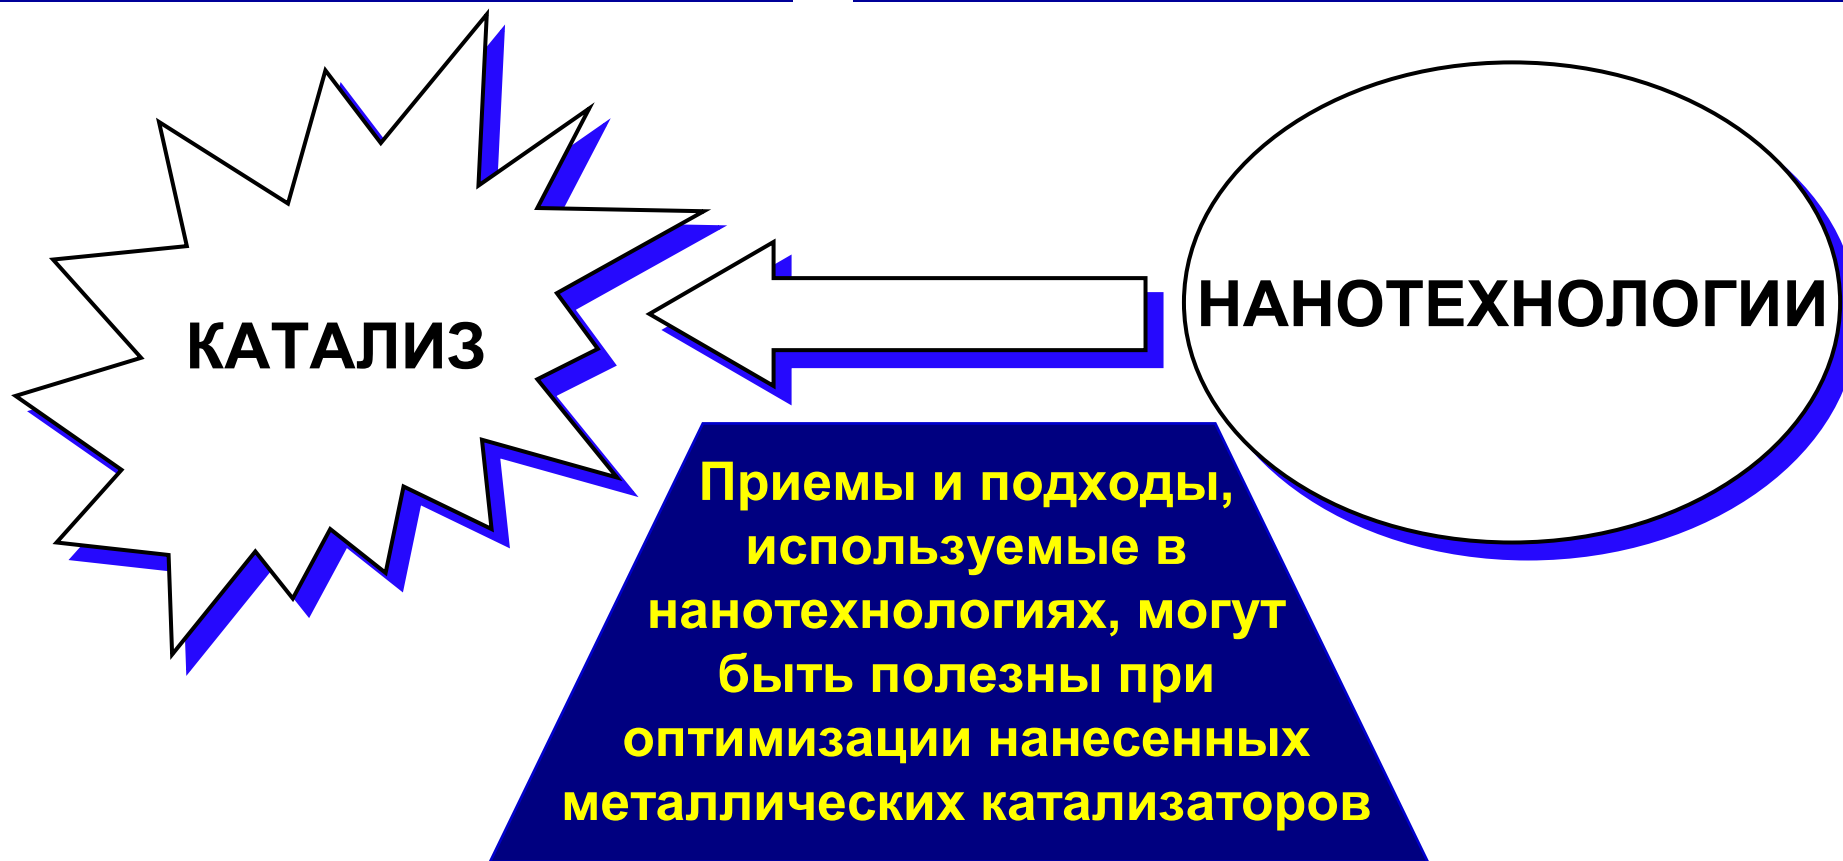 КАТАЛИЗ
НАНОТЕХНОЛОГИИ
Приемы и подходы,
используемые в
нанотехнологиях, могут
быть полезны при
оптимизации нанесенных
металлических катализаторов